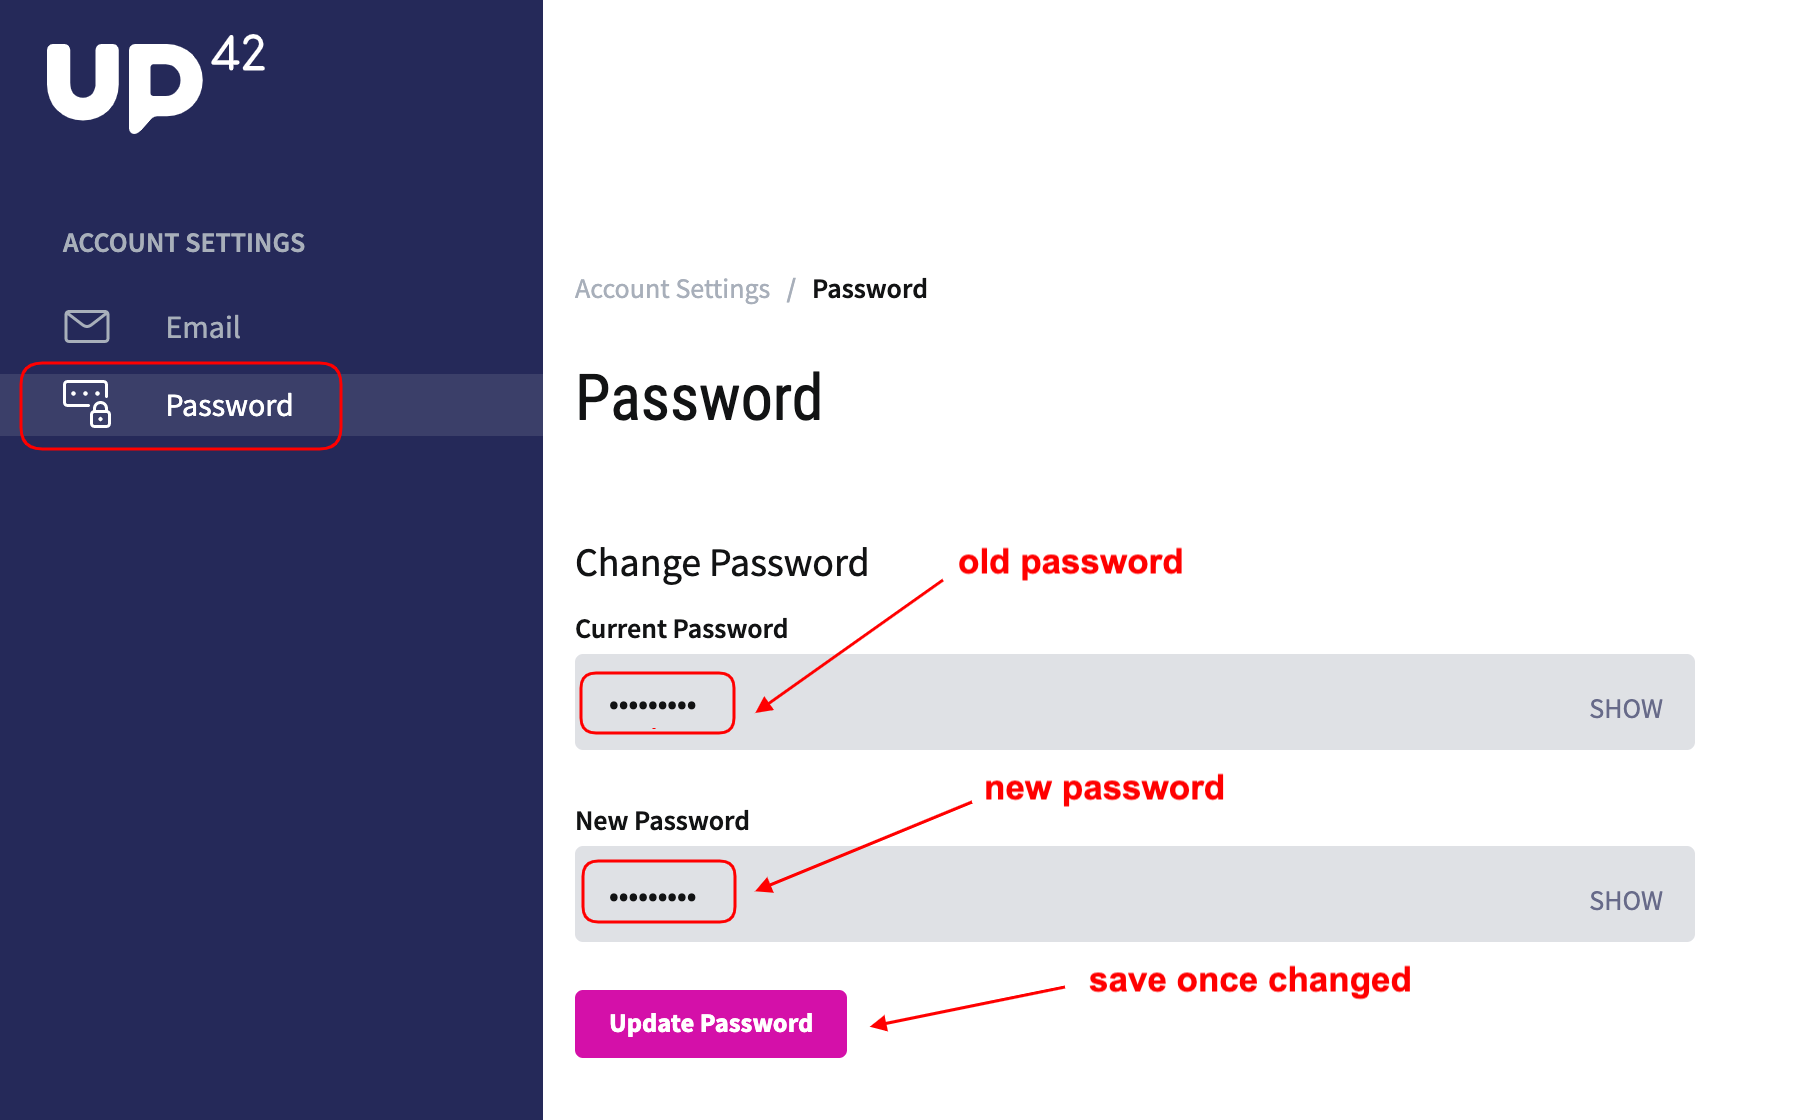 UP42
ACCOUNT SETTINGS
Email
Password
Account Settings / Password
Password
Change Password
old password
Current Password
••••••••• SHOW
new password
New Password
••••••••• SHOW
save once changed
Update Password